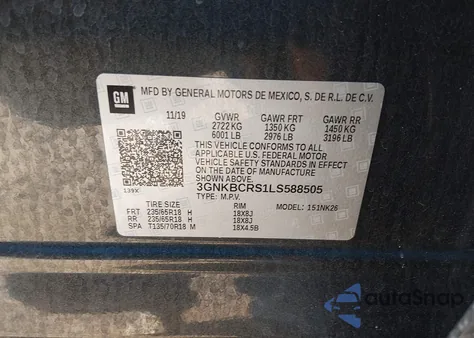 GM
MFD BY GENERAL MOTORS DE MEXICO, S. DE R.L. DE C.V.
11/19 GVWR GAWR FRT GAWR RR
2722 KG 1350 KG 1450 KG
6001 LB 2976 LB 3196 LB
THIS VEHICLE CONFORMS TO ALL
APPLICABLE U.S. FEDERAL MOTOR
VEHICLE SAFETY STANDARDS IN EFFECT
ON THE DATE OF MANUFACTURE SHOWN ABOVE.
139X
3GNKBCRS1LS588505
TYPE: M.P.V. MODEL: 151NK26
TIRE SIZE RIM
FRT 235/65R18 H 18X8J
RR 235/65R18 H 18X8J
SPA T135/70R18 M 18X4.5B
autoSnap